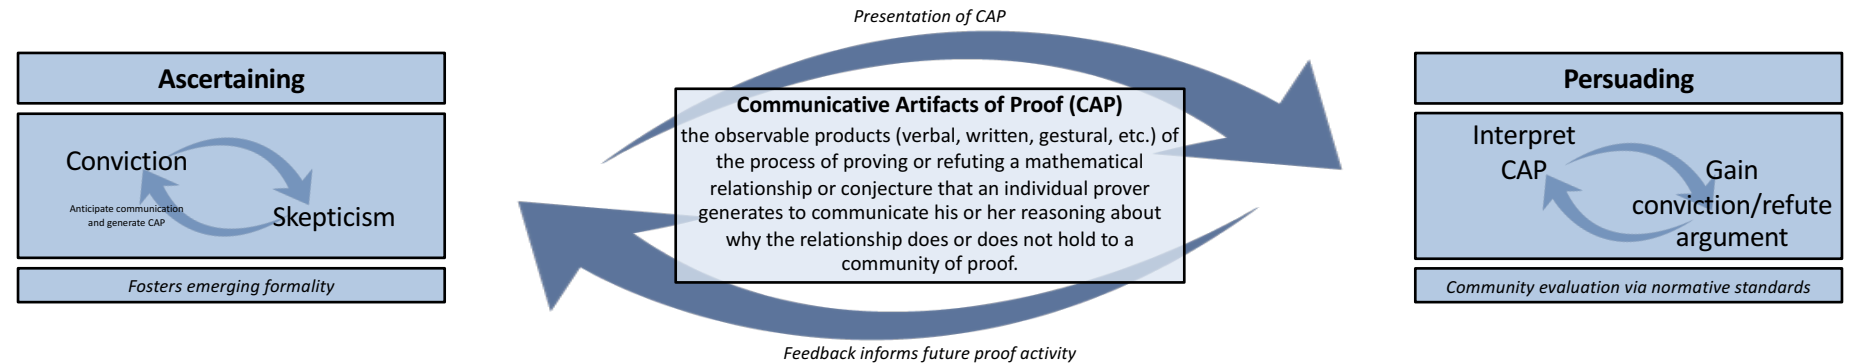 Presentation of CAP
Ascertaining
Conviction
Anticipate communication
and generate CAP
Skepticism
Fosters emerging formality
Communicative Artifacts of Proof (CAP)
the observable products (verbal, written, gestural, etc.) of
the process of proving or refuting a mathematical
relationship or conjecture that an individual prover
generates to communicate his or her reasoning about
why the relationship does or does not hold to a
community of proof.
Persuading
Interpret
CAP
Gain
conviction/refute
argument
Community evaluation via normative standards
Feedback informs future proof activity